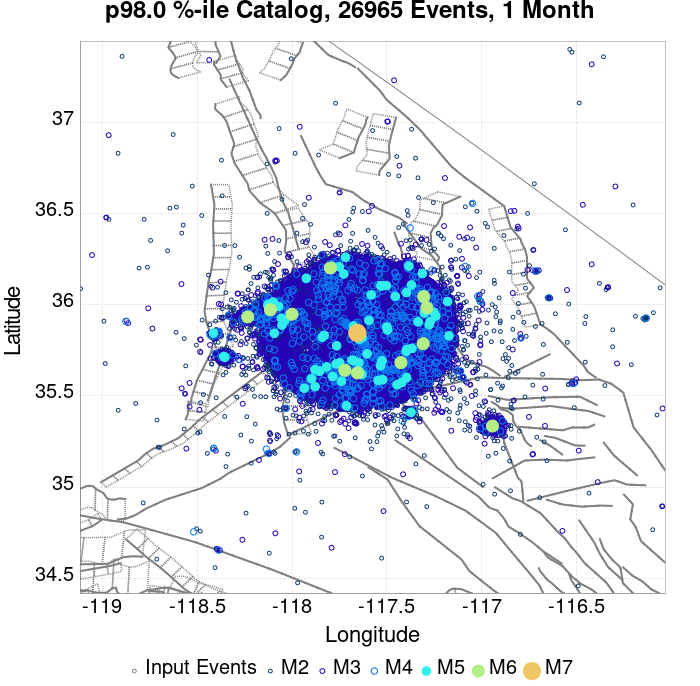 p98.0 %-ile Catalog, 26965 Events, 1 Month
Latitude
37
36.5
36
35.5
35
34.5
-119 -118.5 -118 -117.5 -117 -116.5
Longitude
Input Events M2 M3 M4 M5 M6 M7